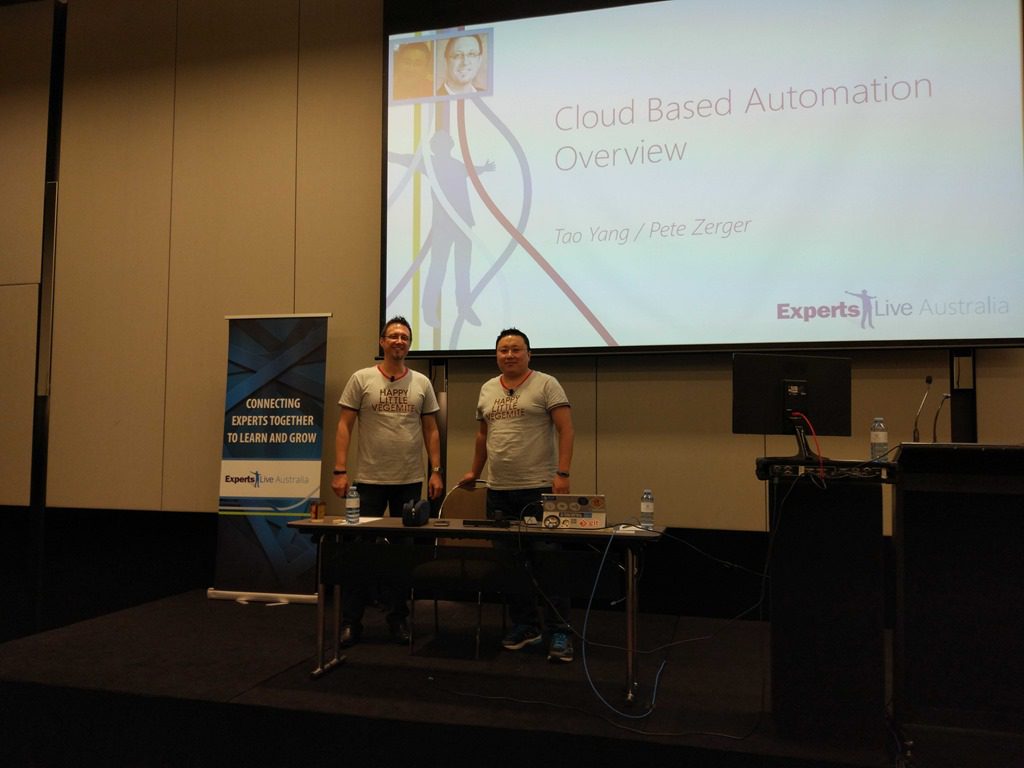 Cloud Based Automation
Overview
Tao Yang / Pete Zerger
Experts Live Australia
CONNECTING
EXPERTS TOGETHER
TO LEARN AND GROW
Experts Live Australia
HAPPY
LITTLE
VEGEMITE
HAPPY
LITTLE
VEGEMITE